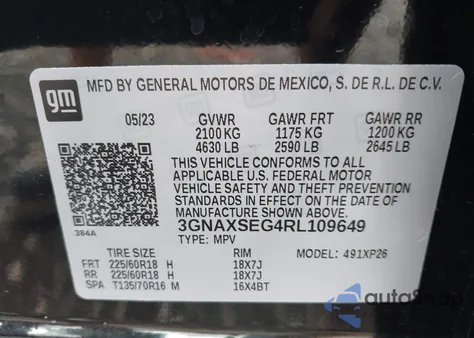 gm MFD BY GENERAL MOTORS DE MEXICO, S. DE R.L. DE C.V.
05/23 GVWR GAWR FRT GAWR RR
2100 KG 1175 KG 1200 KG
4630 LB 2590 LB 2645 LB
THIS VEHICLE CONFORMS TO ALL
APPLICABLE U.S. FEDERAL MOTOR
VEHICLE SAFETY AND THEFT PREVENTION
STANDARDS IN EFFECT ON THE DATE OF
MANUFACTURE SHOWN ABOVE.
384A
3GNAXSEG4RL109649
TYPE: MPV
TIRE SIZE RIM 491XP26
FRT 225/60R18 H 18X7J
RR 225/60R18 H 18X7J
SPA T135/70R16 M 16X4BT